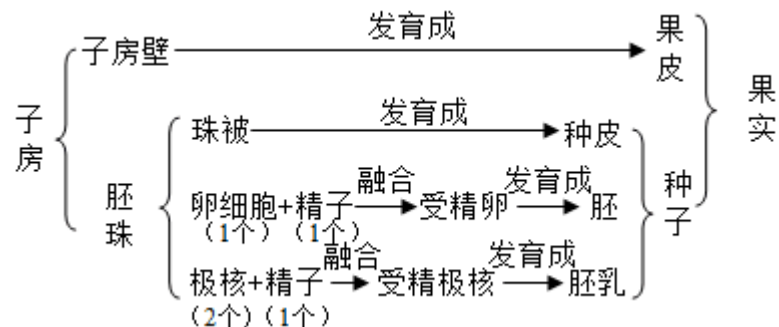 子房
子房壁 发育成 果皮
果实
胚珠
珠被 发育成 种皮
卵细胞+精子 融合 受精卵 发育成 胚
（1个）（1个）
种子
极核+精子 融合 受精极核 发育成 胚乳
（2个）（1个）